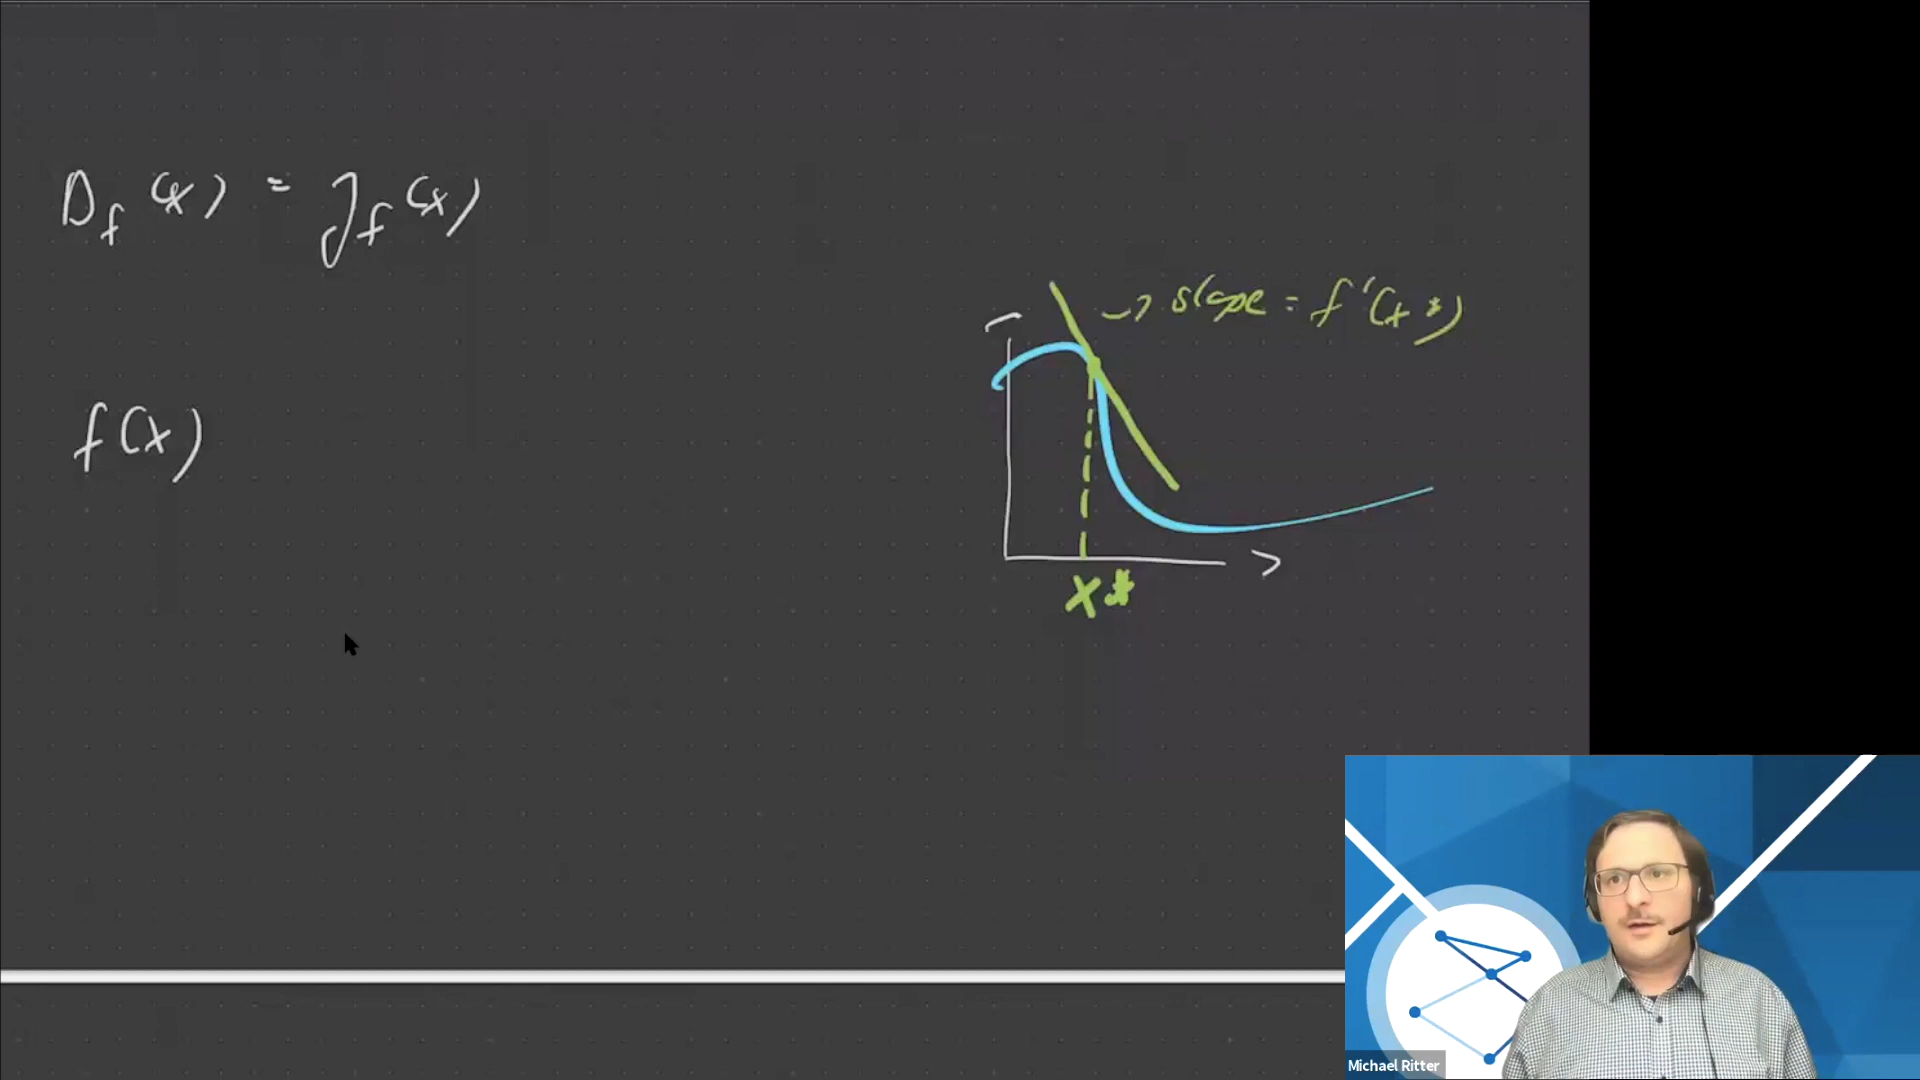 D_f (x) = J_f (x)
→ slope = f'(x*)
f(x)
x*
Michael Ritter